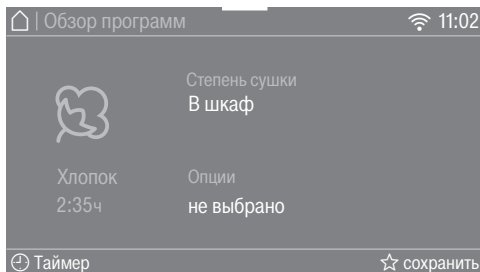 | Обзор программ 11:02
Степень сушки
В шкаф
Хлопок
Опции
2:35ч
не выбрано
Таймер
сохранить